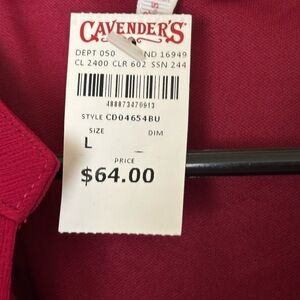 CAVENDER'S
DEPT 050 ND 16949
CL 2400 CLR 602 SSN 244
488873470913
STYLE CD04654BU
SIZE DIM
L
PRICE
$64.00